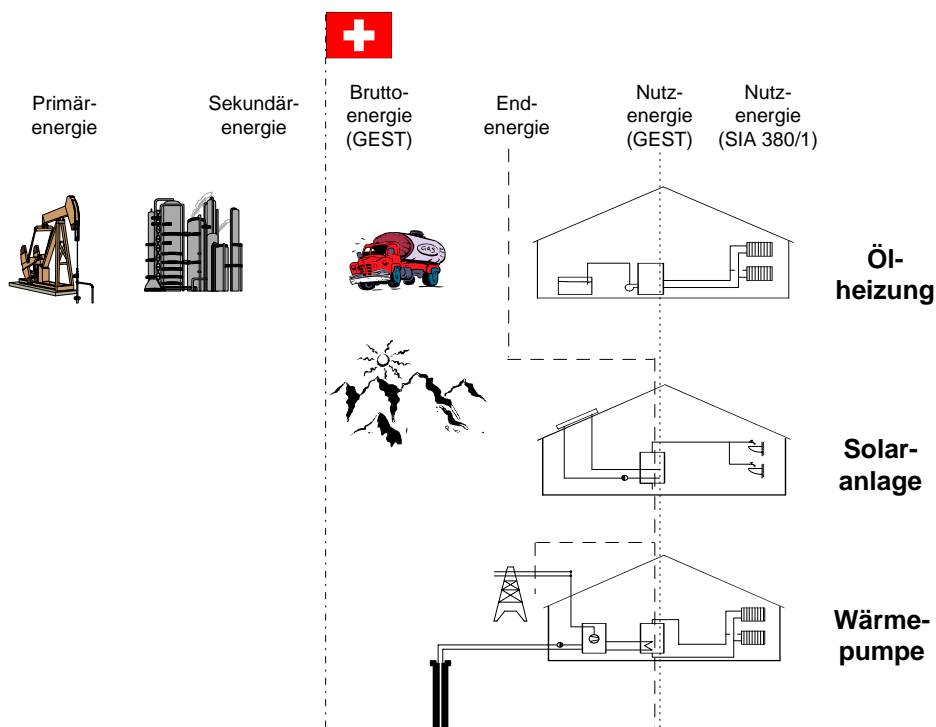 Primär-
energie
Sekundär-
energie
Brutto-
energie
(GEST)
End-
energie
Nutz-
energie
(GEST)
Nutz-
energie
(SIA 380/1)
GAS
Öl-
heizung
Solar-
anlage
Wärme-
pumpe